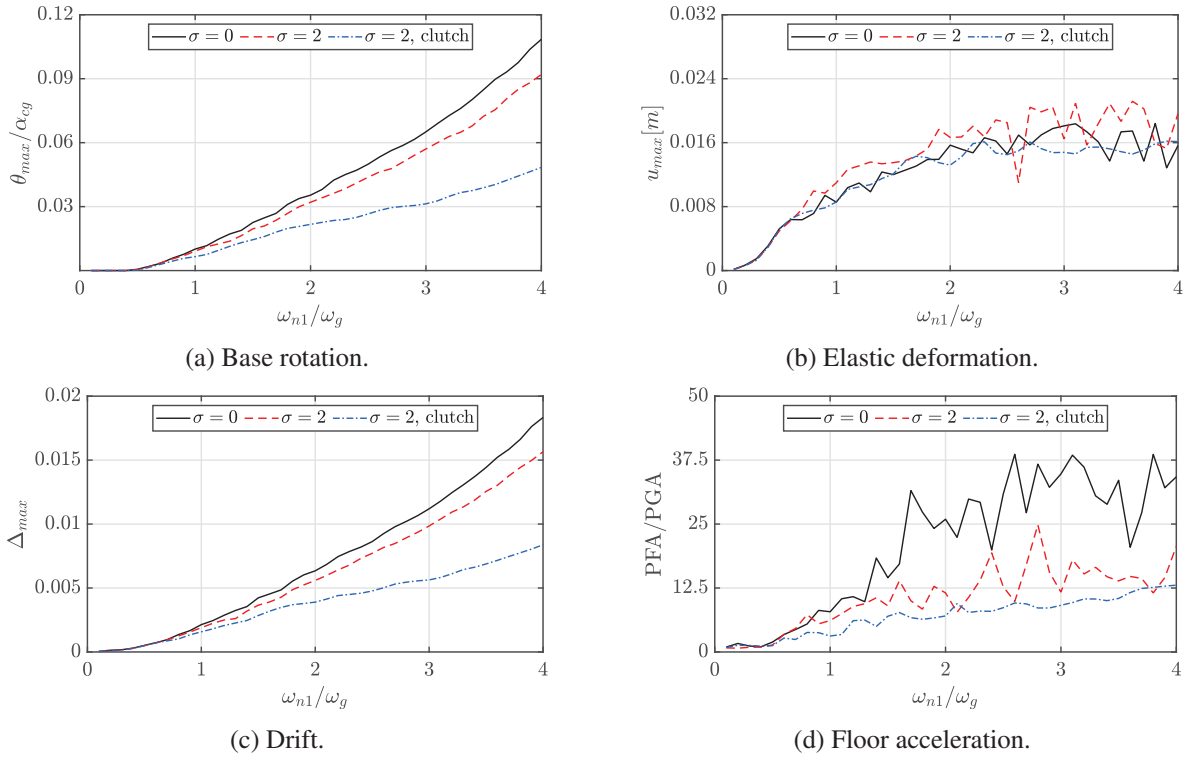 0.12
0.09
0.06
0.03
0
θmax/αcg
σ = 0 σ = 2 σ = 2, clutch
0 1 2 3 4
ωn1/ωg
(a) Base rotation.
0.032
0.024
0.016
0.008
0
umax[m]
σ = 0 σ = 2 σ = 2, clutch
0 1 2 3 4
ωn1/ωg
(b) Elastic deformation.
0.02
0.015
0.01
0.005
0
Δmax
σ = 0 σ = 2 σ = 2, clutch
0 1 2 3 4
ωn1/ωg
(c) Drift.
50
37.5
25
12.5
0
PFA/PGA
σ = 0 σ = 2 σ = 2, clutch
0 1 2 3 4
ωn1/ωg
(d) Floor acceleration.